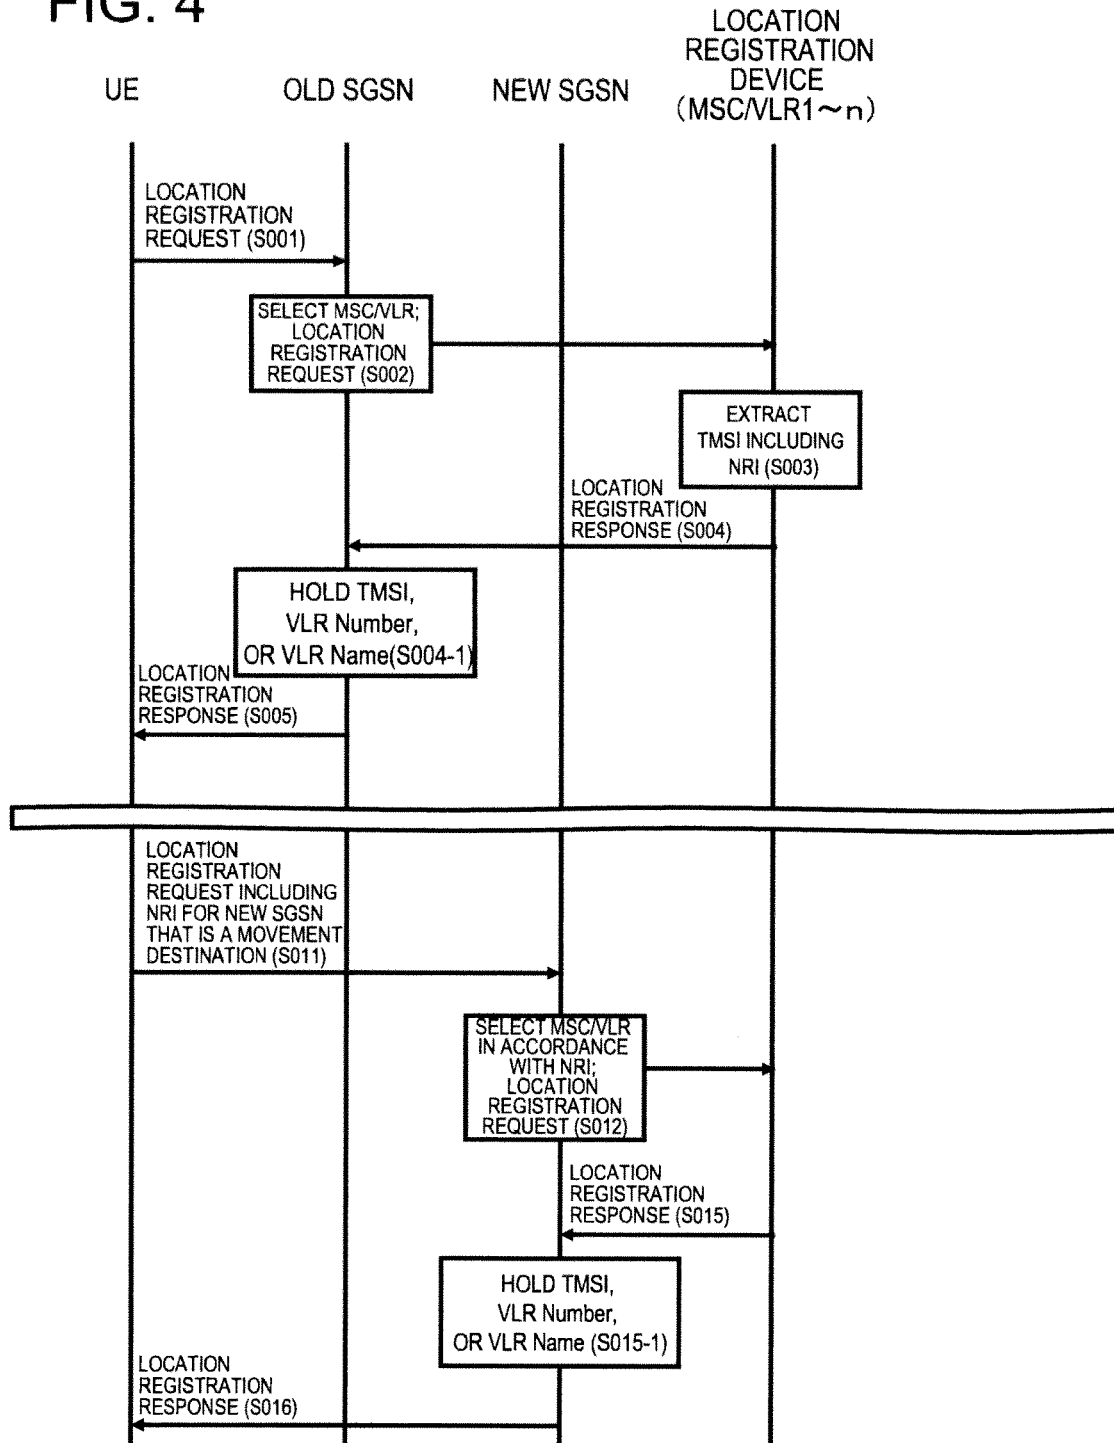 FIG. 4
UE
OLD SGSN
NEW SGSN
LOCATION
REGISTRATION
DEVICE
(MSC/VLR1~n)
LOCATION
REGISTRATION
REQUEST (S001)
SELECT MSC/VLR;
LOCATION
REGISTRATION
REQUEST (S002)
EXTRACT
TMSI INCLUDING
NRI (S003)
LOCATION
REGISTRATION
RESPONSE (S004)
HOLD TMSI,
VLR Number,
OR VLR Name(S004-1)
LOCATION
REGISTRATION
RESPONSE (S005)
LOCATION
REGISTRATION
REQUEST INCLUDING
NRI FOR NEW SGSN
THAT IS A MOVEMENT
DESTINATION (S011)
SELECT MSC/VLR
IN ACCORDANCE
WITH NRI;
LOCATION
REGISTRATION
REQUEST (S012)
LOCATION
REGISTRATION
RESPONSE (S015)
HOLD TMSI,
VLR Number,
OR VLR Name (S015-1)
LOCATION
REGISTRATION
RESPONSE (S016)